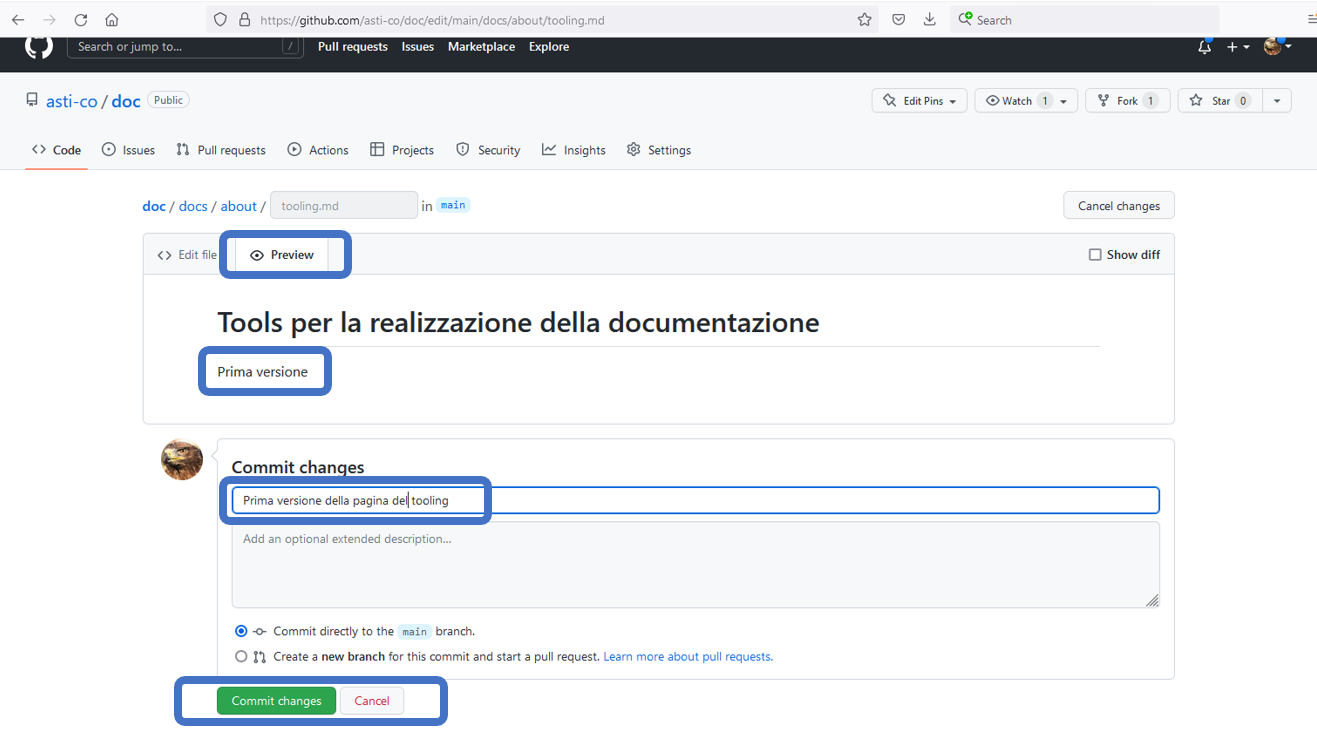 https://github.com/asti-co/doc/edit/main/docs/about/tooling.md Search
Search or jump to... / Pull requests Issues Marketplace Explore
asti-co / doc Public Edit Pins Watch 1 Fork 1 Star 0
Code Issues Pull requests Actions Projects Security Insights Settings
doc / docs / about / tooling.md in main Cancel changes
Edit file Preview Show diff
Tools per la realizzazione della documentazione
Prima versione
Commit changes
Prima versione della pagina del tooling
Add an optional extended description...
Commit directly to the main branch.
Create a new branch for this commit and start a pull request. Learn more about pull requests.
Commit changes Cancel